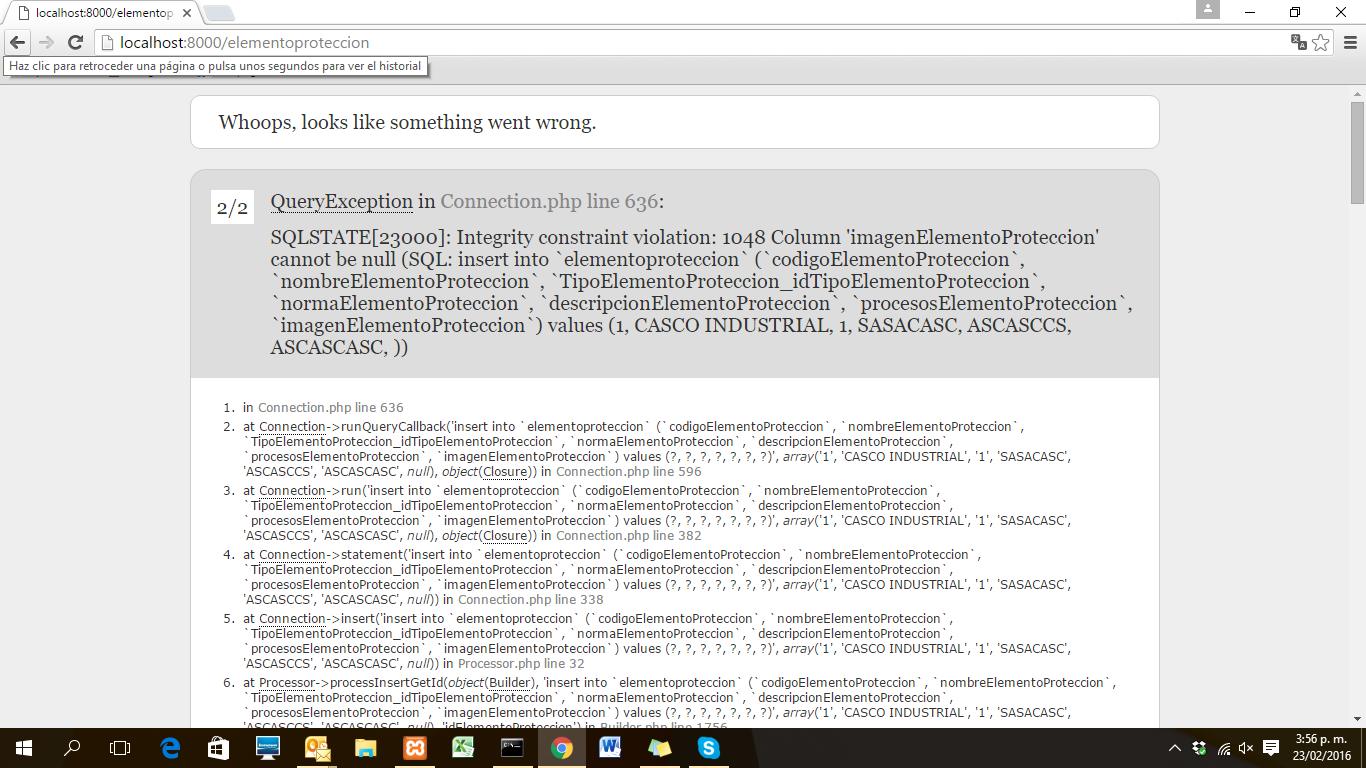 localhost:8000/elementop
localhost:8000/elementoproteccion
Haz clic para retroceder una página o pulsa unos segundos para ver el historial
Whoops, looks like something went wrong.
2/2
QueryException in Connection.php line 636:
SQLSTATE[23000]: Integrity constraint violation: 1048 Column 'imagenElementoProteccion'
cannot be null (SQL: insert into `elementoproteccion` (`codigoElementoProteccion`,
`nombreElementoProteccion`, `TipoElementoProteccion_idTipoElementoProteccion`,
`normaElementoProteccion`, `descripcionElementoProteccion`, `procesosElementoProteccion`,
`imagenElementoProteccion`) values (1, CASCO INDUSTRIAL, 1, SASACASC, ASCASCCS,
ASCASCASC, ))
1. in Connection.php line 636
2. at Connection->runQueryCallback('insert into `elementoproteccion` (`codigoElementoProteccion`, `nombreElementoProteccion`,
`TipoElementoProteccion_idTipoElementoProteccion`, `normaElementoProteccion`, `descripcionElementoProteccion`,
`procesosElementoProteccion`, `imagenElementoProteccion`) values (?, ?, ?, ?, ?, ?, ?)', array('1', 'CASCO INDUSTRIAL', '1', 'SASACASC',
'ASCASCCS', 'ASCASCASC', null), object(Closure)) in Connection.php line 596
3. at Connection->run('insert into `elementoproteccion` (`codigoElementoProteccion`, `nombreElementoProteccion`,
`TipoElementoProteccion_idTipoElementoProteccion`, `normaElementoProteccion`, `descripcionElementoProteccion`,
`procesosElementoProteccion`, `imagenElementoProteccion`) values (?, ?, ?, ?, ?, ?, ?)', array('1', 'CASCO INDUSTRIAL', '1', 'SASACASC',
'ASCASCCS', 'ASCASCASC', null), object(Closure)) in Connection.php line 382
4. at Connection->statement('insert into `elementoproteccion` (`codigoElementoProteccion`, `nombreElementoProteccion`,
`TipoElementoProteccion_idTipoElementoProteccion`, `normaElementoProteccion`, `descripcionElementoProteccion`,
`procesosElementoProteccion`, `imagenElementoProteccion`) values (?, ?, ?, ?, ?, ?, ?)', array('1', 'CASCO INDUSTRIAL', '1', 'SASACASC',
'ASCASCCS', 'ASCASCASC', null)) in Connection.php line 338
5. at Connection->insert('insert into `elementoproteccion` (`codigoElementoProteccion`, `nombreElementoProteccion`,
`TipoElementoProteccion_idTipoElementoProteccion`, `normaElementoProteccion`, `descripcionElementoProteccion`,
`procesosElementoProteccion`, `imagenElementoProteccion`) values (?, ?, ?, ?, ?, ?, ?)', array('1', 'CASCO INDUSTRIAL', '1', 'SASACASC',
'ASCASCCS', 'ASCASCASC', null)) in Processor.php line 32
6. at Processor->processInsertGetId(object(Builder), 'insert into `elementoproteccion` (`codigoElementoProteccion`, `nombreElementoProteccion`,
`TipoElementoProteccion_idTipoElementoProteccion`, `normaElementoProteccion`, `descripcionElementoProteccion`,
`procesosElementoProteccion`, `imagenElementoProteccion`) values (?, ?, ?, ?, ?, ?, ?)', array('1', 'CASCO INDUSTRIAL', '1', 'SASACASC',
'ASCASCCS', 'ASCASCASC', null), 'idElementoProteccion') in Builder.php line 1756
3:56 p. m.
23/02/2016